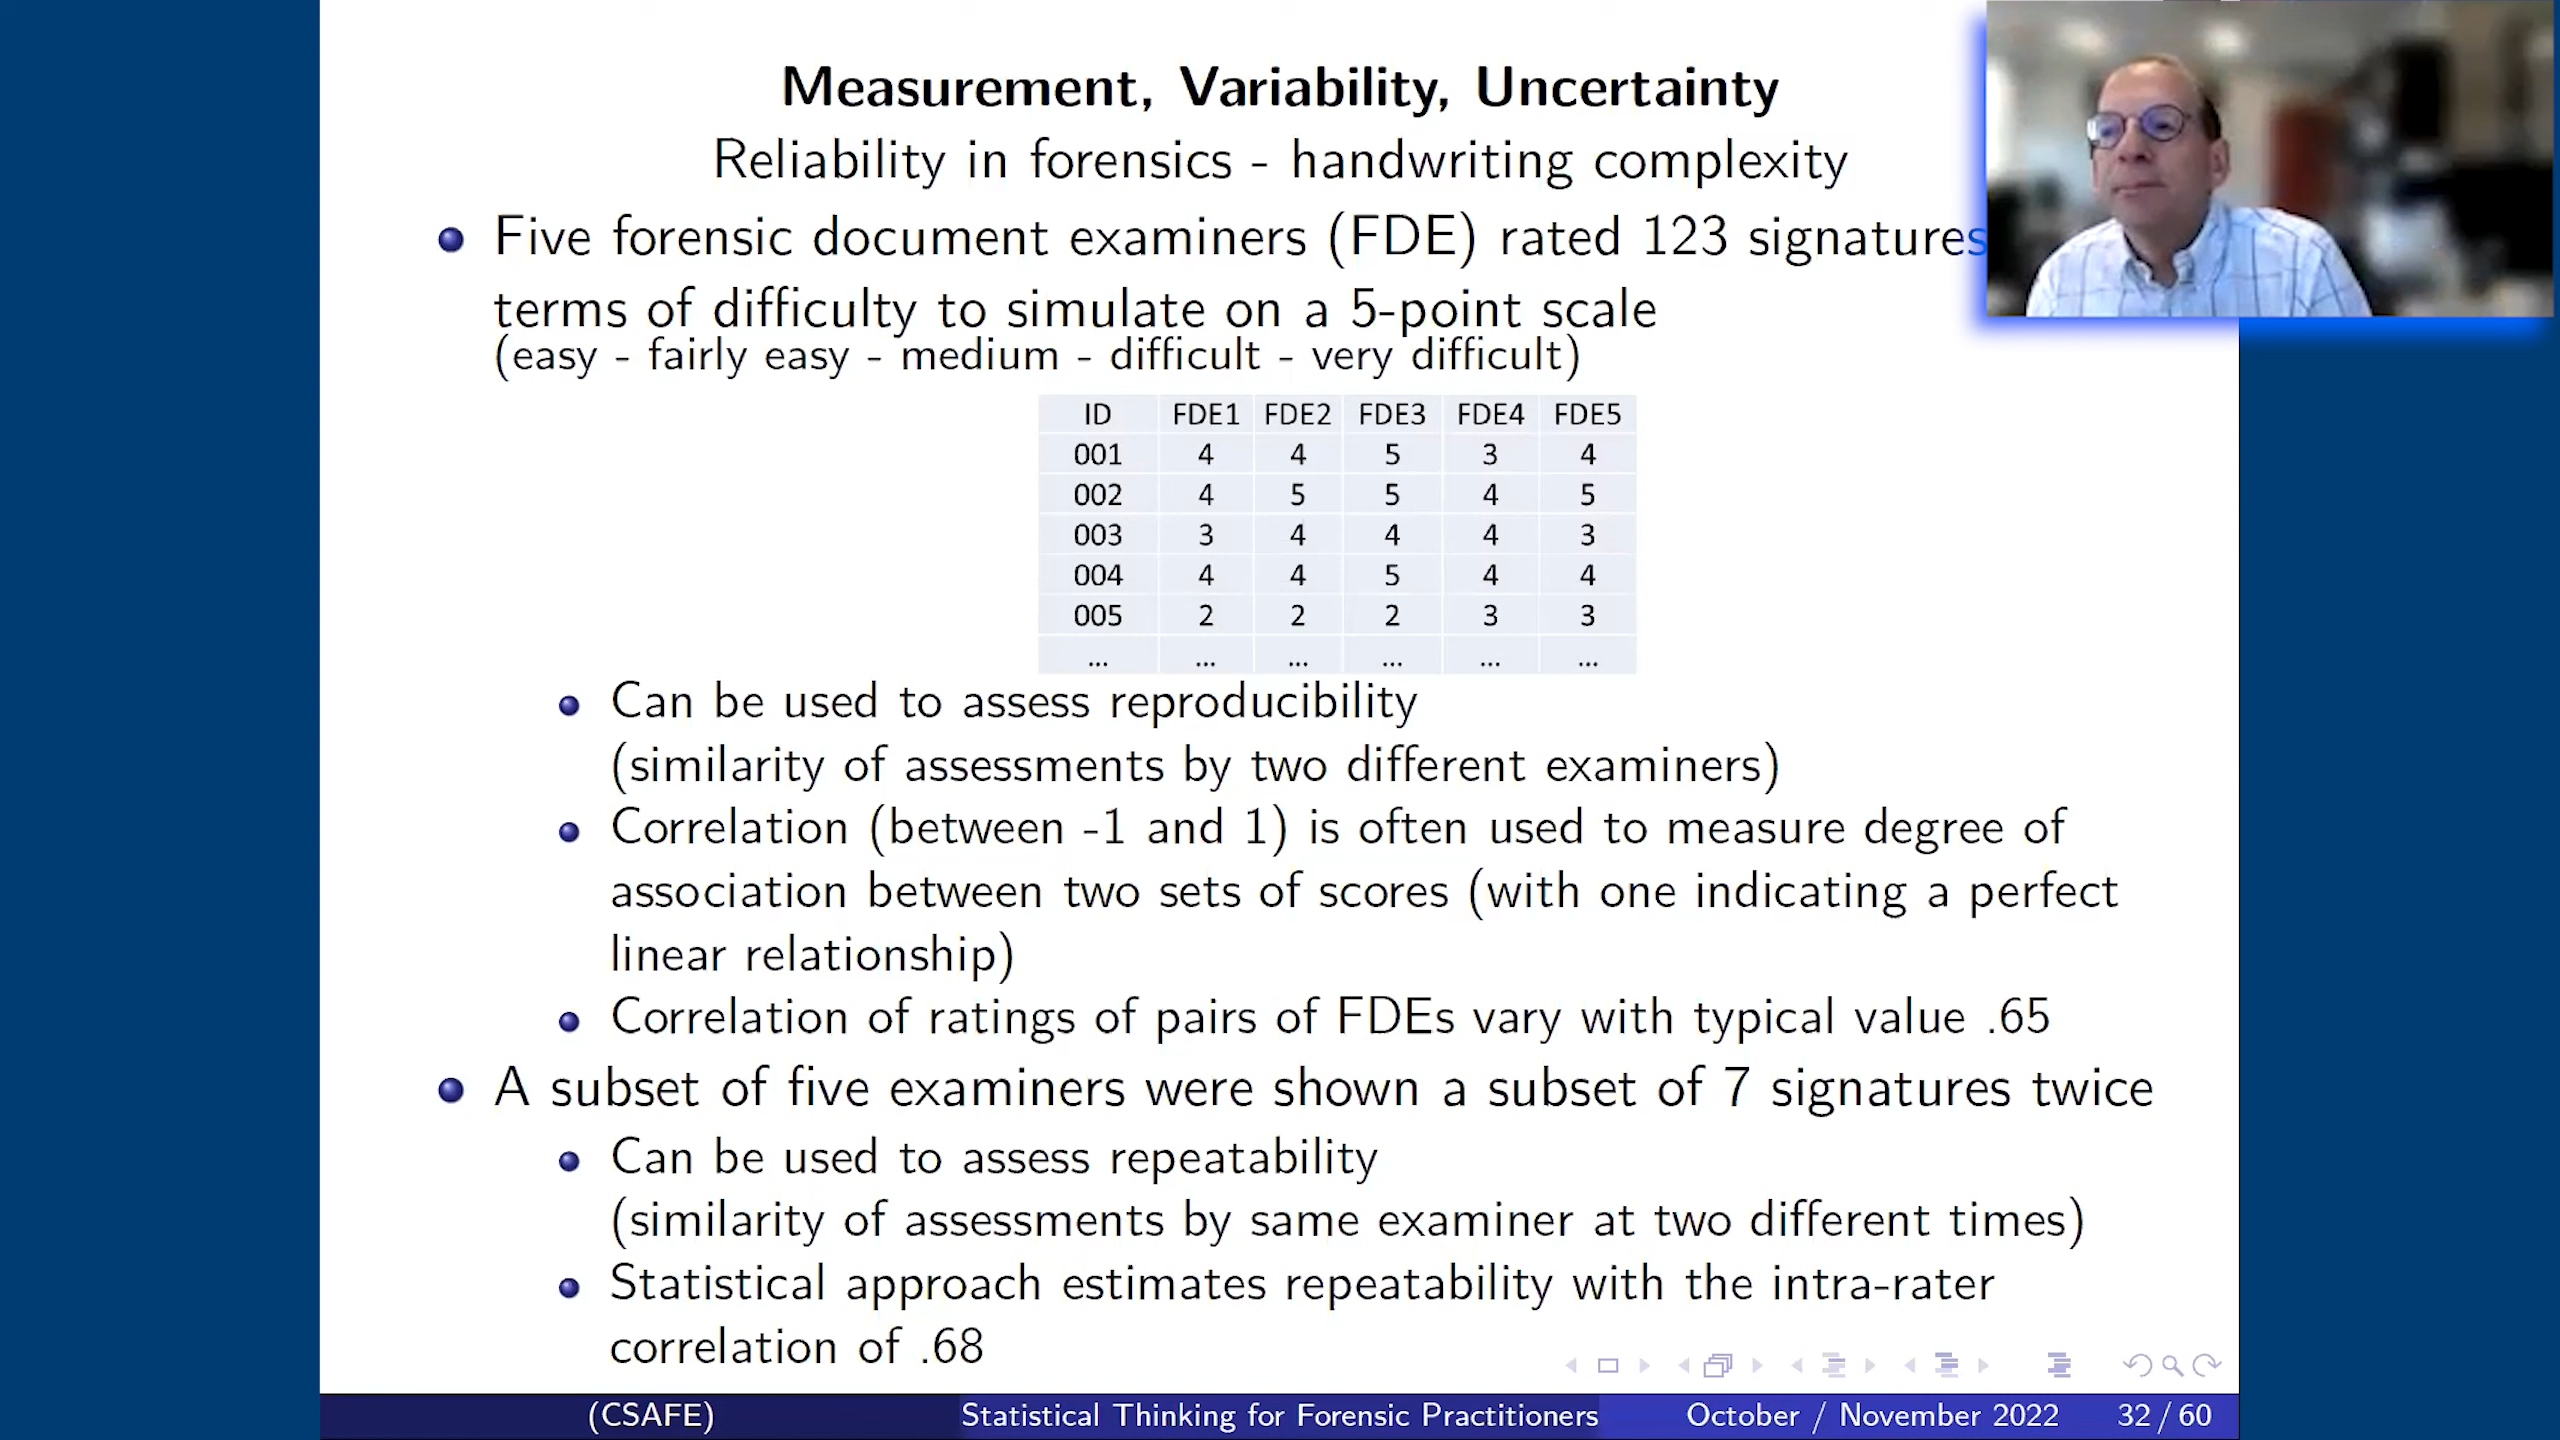 Measurement, Variability, Uncertainty
Reliability in forensics - handwriting complexity
Five forensic document examiners (FDE) rated 123 signatures
terms of difficulty to simulate on a 5-point scale
(easy - fairly easy - medium - difficult - very difficult)
ID FDE1 FDE2 FDE3 FDE4 FDE5
001 4 4 5 3 4
002 4 5 5 4 5
003 3 4 4 4 3
004 4 4 5 4 4
005 2 2 2 3 3
... ... ... ... ... ...
Can be used to assess reproducibility
(similarity of assessments by two different examiners)
Correlation (between -1 and 1) is often used to measure degree of
association between two sets of scores (with one indicating a perfect
linear relationship)
Correlation of ratings of pairs of FDEs vary with typical value .65
A subset of five examiners were shown a subset of 7 signatures twice
Can be used to assess repeatability
(similarity of assessments by same examiner at two different times)
Statistical approach estimates repeatability with the intra-rater
correlation of .68
(CSAFE) Statistical Thinking for Forensic Practitioners October / November 2022 32 / 60